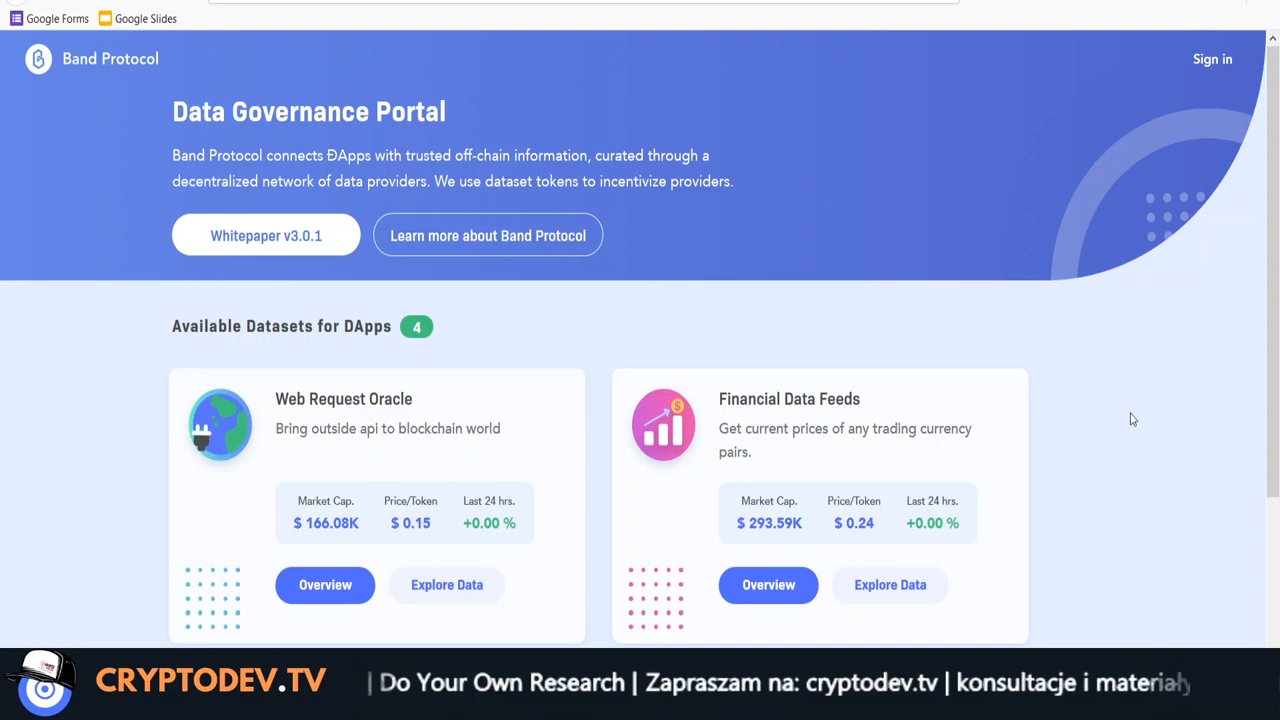 Google Forms Google Slides
Band Protocol Sign in
Data Governance Portal
Band Protocol connects ĐApps with trusted off-chain information, curated through a
decentralized network of data providers. We use dataset tokens to incentivize providers.
Whitepaper v3.0.1 Learn more about Band Protocol
Available Datasets for DApps 4
Web Request Oracle
Bring outside api to blockchain world
Market Cap. Price/Token Last 24 hrs.
$ 166.08K $ 0.15 +0.00 %
Overview Explore Data
Financial Data Feeds
Get current prices of any trading currency
pairs.
Market Cap. Price/Token Last 24 hrs.
$ 293.59K $ 0.24 +0.00 %
Overview Explore Data
CRYPTODEV.TV | Do Your Own Research | Zapraszam na: cryptodev.tv | konsultacje i materiały